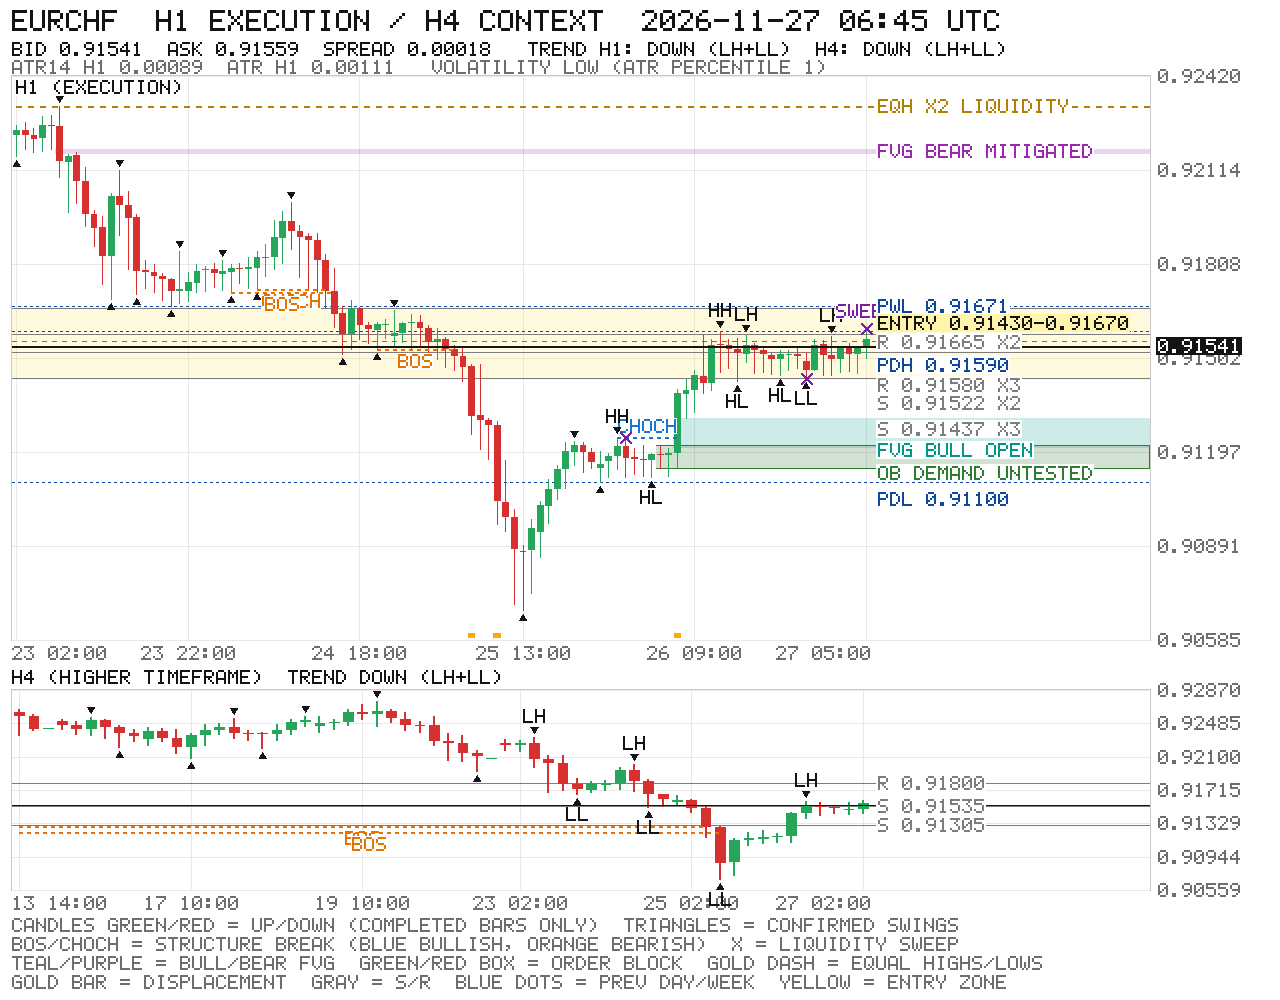 EURCHF  H1 EXECUTION / H4 CONTEXT  2026-11-27 06:45 UTC
BID 0.91541  ASK 0.91559  SPREAD 0.00018   TREND H1: DOWN (LH+LL)  H4: DOWN (LH+LL)
ATR14 H1 0.00089  ATR H1 0.00111   VOLATILITY LOW (ATR PERCENTILE 1)
0.92420
H1 (EXECUTION)
EQH X2 LIQUIDITY
FVG BEAR MITIGATED
0.92114
0.91808
BOS
PWL 0.91671
HH LH
ENTRY 0.91430-0.91670
R 0.91665 X2
0.91541
0.91502
BOS
PDH 0.91590
R 0.91580 X3
HL HL LL
S 0.91522 X2
HH
S 0.91437 X3
FVG BULL OPEN
0.91197
OB DEMAND UNTESTED
HL
PDL 0.91100
0.90891
0.90585
23 02:00  23 22:00  24 18:00  25 13:00  26 09:00  27 05:00
H4 (HIGHER TIMEFRAME)  TREND DOWN (LH+LL)
0.92870
LH
0.92485
LH
0.92100
LH
R 0.91800
0.91715
LL
S 0.91535
LL
S 0.91305
0.91329
BOS
0.90944
0.90559
LL
13 14:00  17 10:00  19 10:00  23 02:00  25 02:00  27 02:00
CANDLES GREEN/RED = UP/DOWN (COMPLETED BARS ONLY)  TRIANGLES = CONFIRMED SWINGS
BOS/CHOCH = STRUCTURE BREAK (BLUE BULLISH, ORANGE BEARISH)  X = LIQUIDITY SWEEP
TEAL/PURPLE = BULL/BEAR FVG  GREEN/RED BOX = ORDER BLOCK  GOLD DASH = EQUAL HIGHS/LOWS
GOLD BAR = DISPLACEMENT  GRAY = S/R  BLUE DOTS = PREV DAY/WEEK  YELLOW = ENTRY ZONE